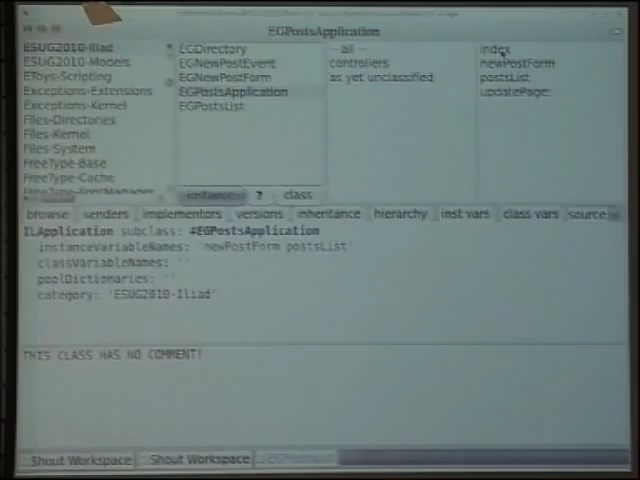 EGPostsApplication
ESUG2010-Iliad
ESUG2010-Models
EToys-Scripting
Exceptions-Extensions
Exceptions-Kernel
Files-Directories
Files-Kernel
Files-System
FreeType-Base
FreeType-Cache
FreeType-FontManager
EGDirectory
EGNewPostEvent
EGNewPostForm
EGPostsApplication
EGPostsList
instance ? class
-- all --
controllers
as yet unclassified
index
newPostForm
postsList
updatePage:
browse senders implementors versions inheritance hierarchy inst vars class vars source
ILApplication subclass: #EGPostsApplication
instanceVariableNames: 'newPostForm postsList'
classVariableNames: ''
poolDictionaries: ''
category: 'ESUG2010-Iliad'
THIS CLASS HAS NO COMMENT!
Shout Workspace Shout Workspace